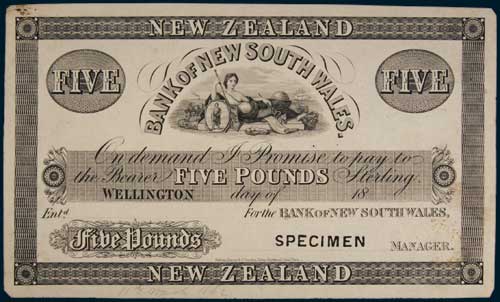 NEW ZEALAND
FIVE BANK OF NEW SOUTH WALES. FIVE
On demand I Promise to pay to
the Bearer FIVE POUNDS Sterling.
WELLINGTON day of 18
Entd. For the BANK OF NEW SOUTH WALES,
Five Pounds SPECIMEN MANAGER.
NEW ZEALAND